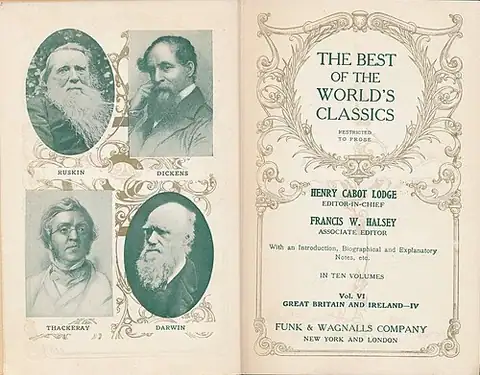 RUSKIN
DICKENS
THACKERAY
DARWIN
THE BEST
OF THE
WORLD'S
CLASSICS
RESTRICTED
TO PROSE
HENRY CABOT LODGE
EDITOR-IN-CHIEF
FRANCIS W. HALSEY
ASSOCIATE EDITOR
With an Introduction, Biographical and Explanatory
Notes, etc.
IN TEN VOLUMES
Vol. VI
GREAT BRITAIN AND IRELAND—IV
FUNK & WAGNALLS COMPANY
NEW YORK AND LONDON